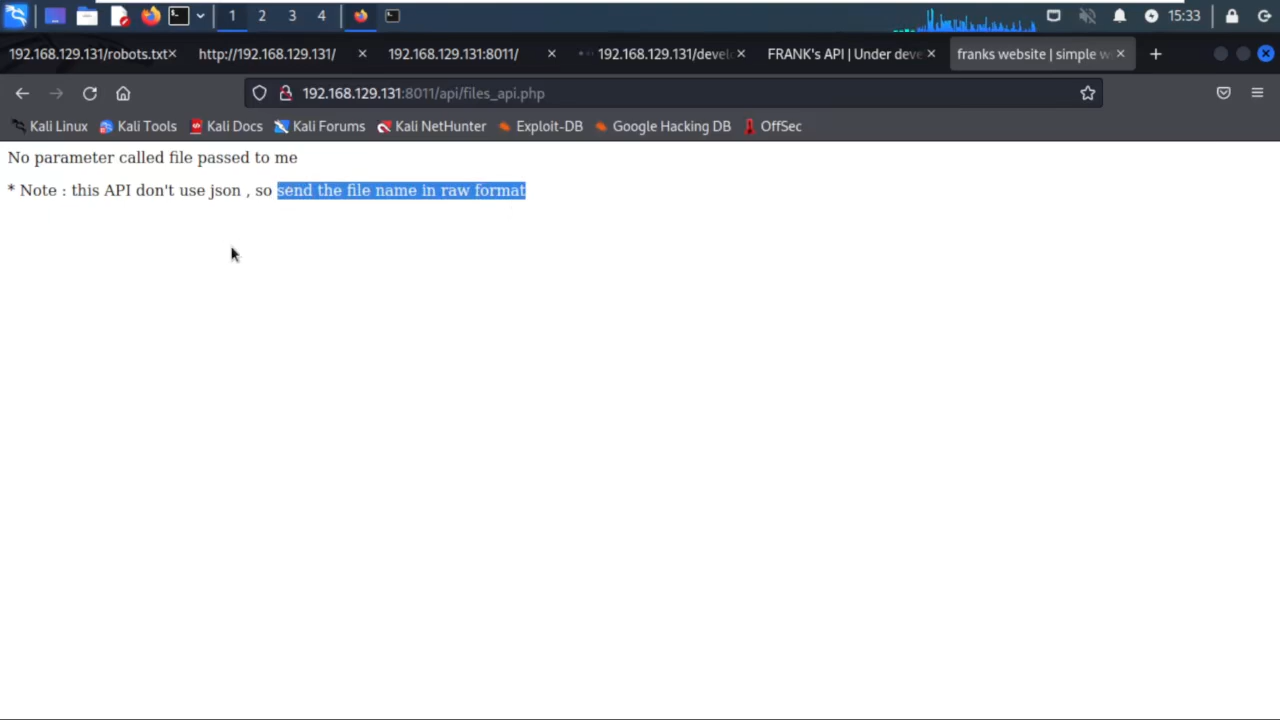 1 2 3 4 15:33
192.168.129.131/robots.txt http://192.168.129.131/ 192.168.129.131:8011/ 192.168.129.131/devel FRANK's API | Under deve franks website | simple w
192.168.129.131:8011/api/files_api.php
Kali Linux Kali Tools Kali Docs Kali Forums Kali NetHunter Exploit-DB Google Hacking DB OffSec
No parameter called file passed to me
* Note : this API don't use json , so send the file name in raw format